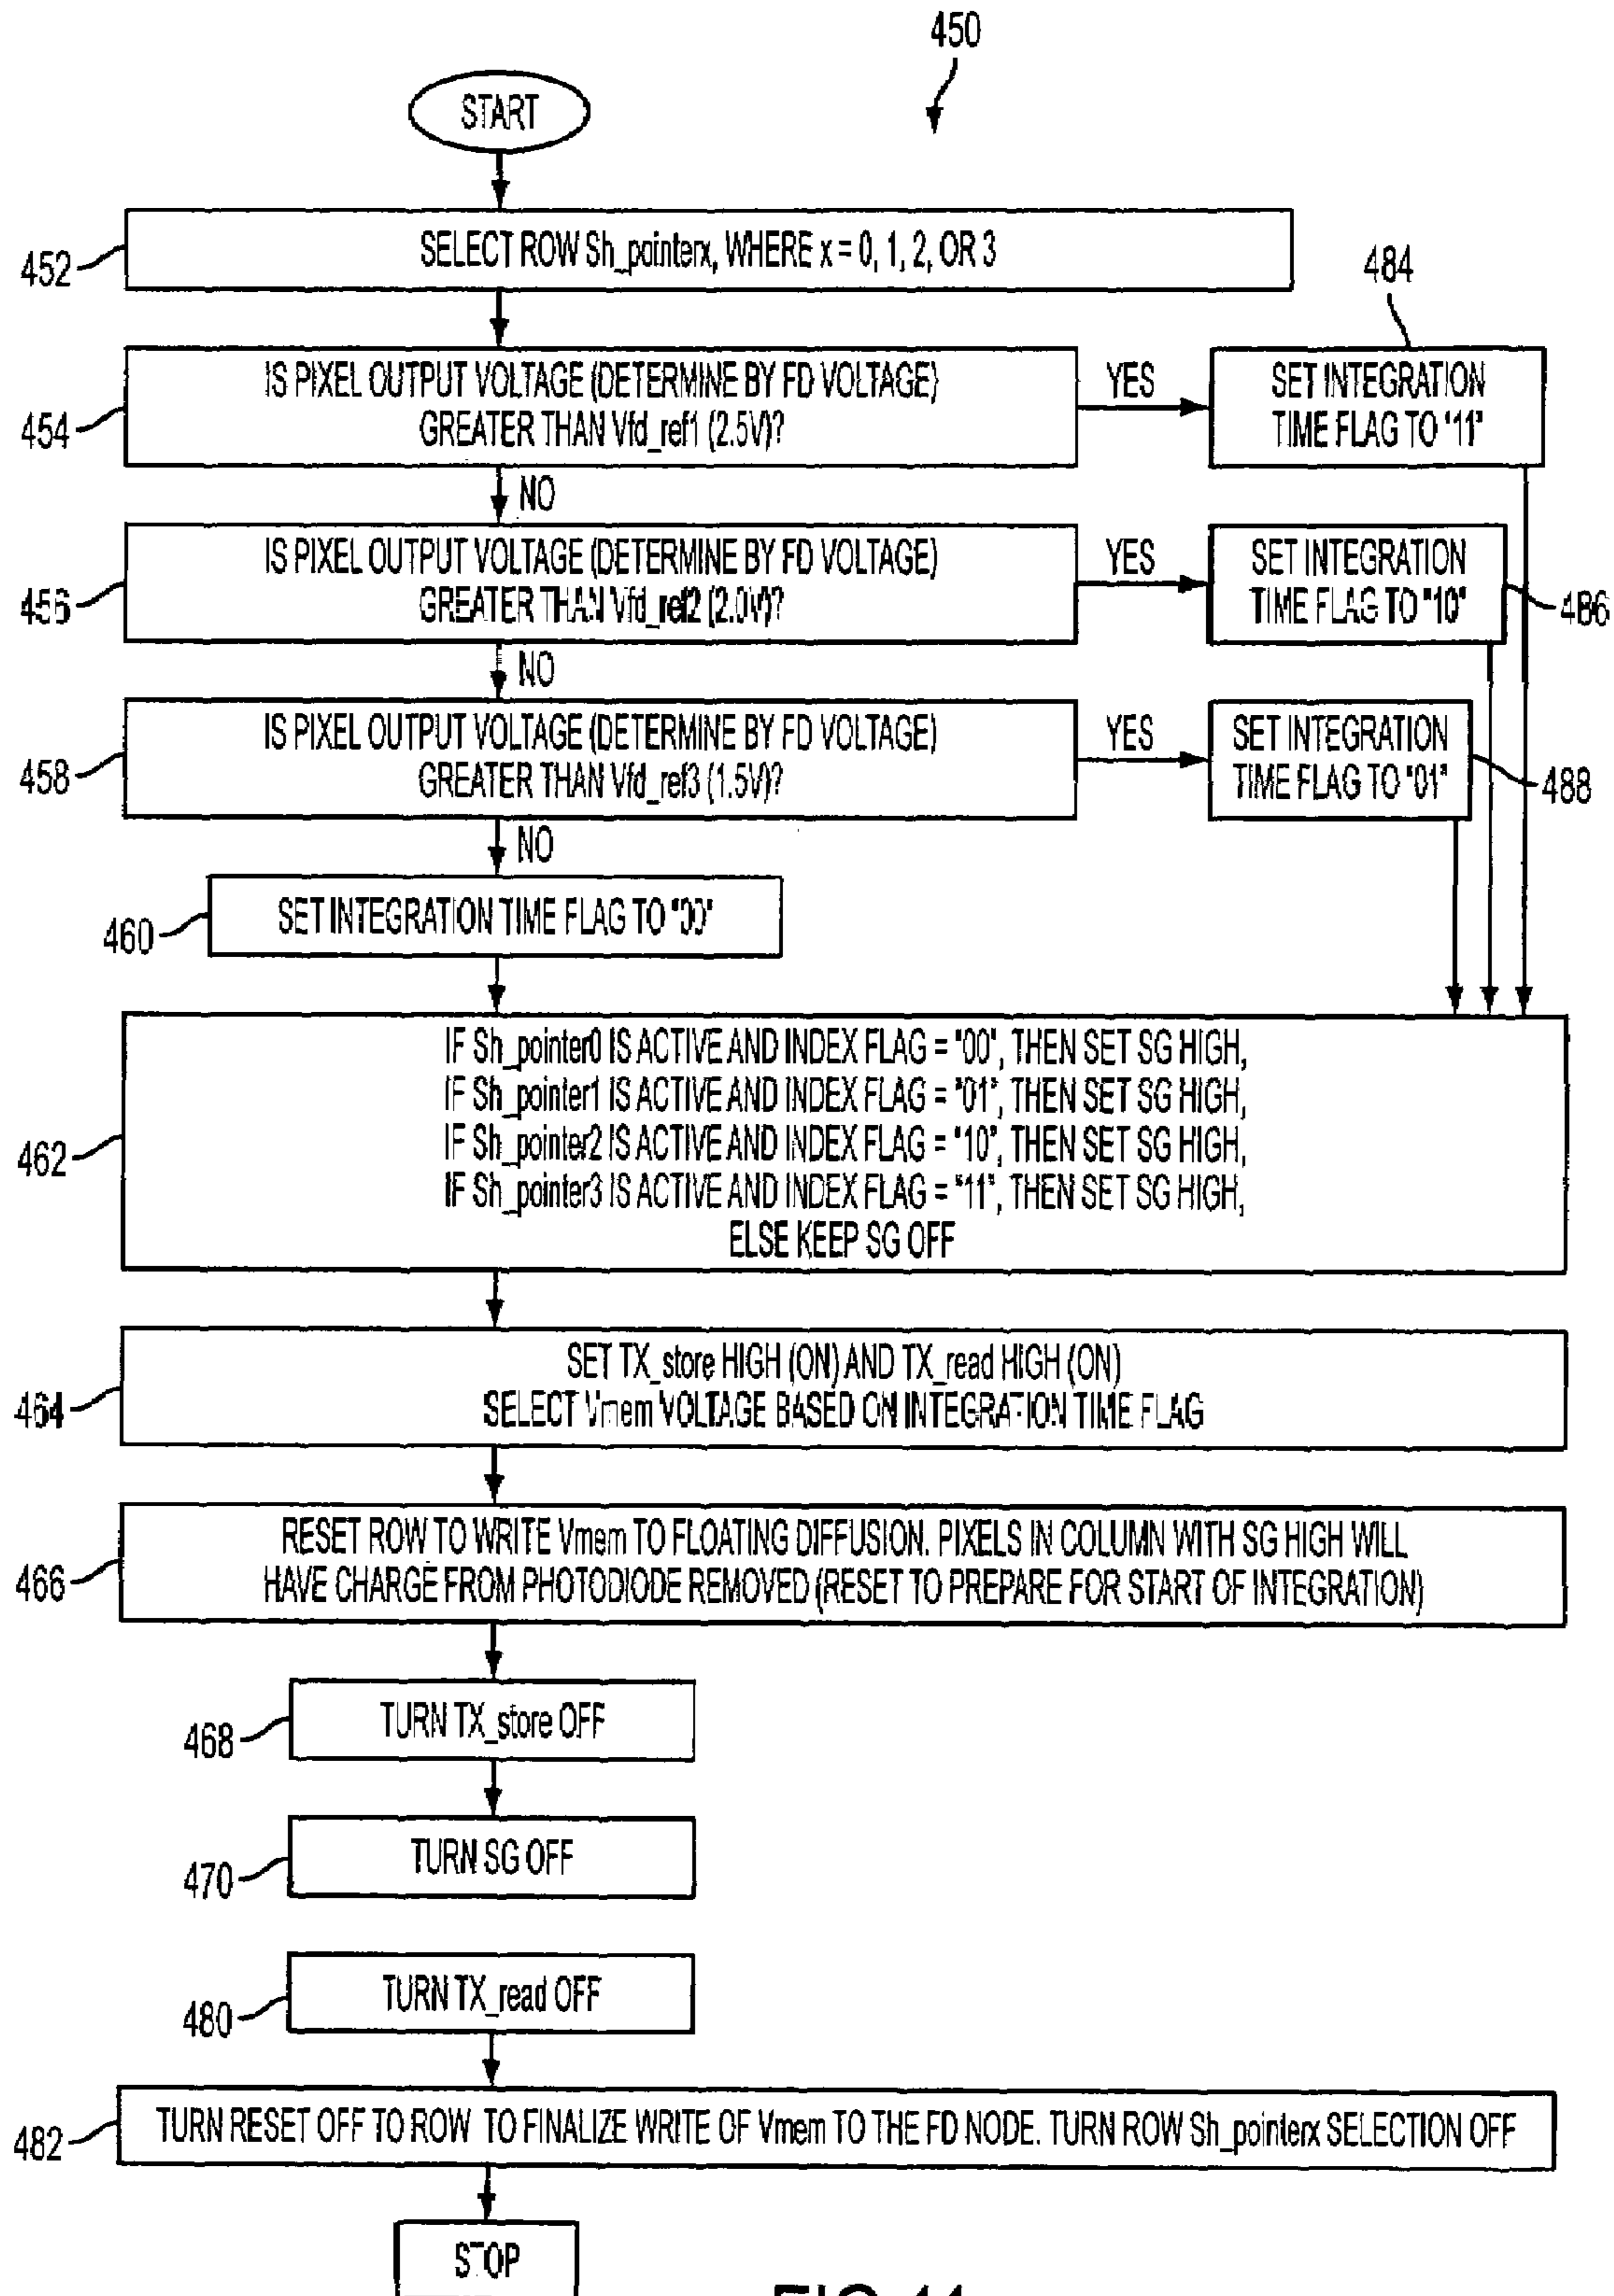 450
START
452
SELECT ROW Sh_pointerx, WHERE x = 0, 1, 2, OR 3
484
454
IS PIXEL OUTPUT VOLTAGE (DETERMINE BY FD VOLTAGE)
GREATER THAN Vfd_ref1 (2.5V)?
YES
SET INTEGRATION
TIME FLAG TO "11"
NO
456
IS PIXEL OUTPUT VOLTAGE (DETERMINE BY FD VOLTAGE)
GREATER THAN Vfd_ref2 (2.0V)?
YES
SET INTEGRATION
TIME FLAG TO "10"
486
NO
458
IS PIXEL OUTPUT VOLTAGE (DETERMINE BY FD VOLTAGE)
GREATER THAN Vfd_ref3 (1.5V)?
YES
SET INTEGRATION
TIME FLAG TO "01"
488
NO
460
SET INTEGRATION TIME FLAG TO "00"
462
IF Sh_pointer0 IS ACTIVE AND INDEX FLAG = "00", THEN SET SG HIGH,
IF Sh_pointer1 IS ACTIVE AND INDEX FLAG = "01", THEN SET SG HIGH,
IF Sh_pointer2 IS ACTIVE AND INDEX FLAG = "10", THEN SET SG HIGH,
IF Sh_pointer3 IS ACTIVE AND INDEX FLAG = "11", THEN SET SG HIGH,
ELSE KEEP SG OFF
464
SET TX_store HIGH (ON) AND TX_read HIGH (ON)
SELECT Vmem VOLTAGE BASED ON INTEGRATION TIME FLAG
466
RESET ROW TO WRITE Vmem TO FLOATING DIFFUSION. PIXELS IN COLUMN WITH SG HIGH WILL
HAVE CHARGE FROM PHOTODIODE REMOVED (RESET TO PREPARE FOR START OF INTEGRATION)
468
TURN TX_store OFF
470
TURN SG OFF
480
TURN TX_read OFF
482
TURN RESET OFF TO ROW TO FINALIZE WRITE OF Vmem TO THE FD NODE. TURN ROW Sh_pointerx SELECTION OFF
STOP